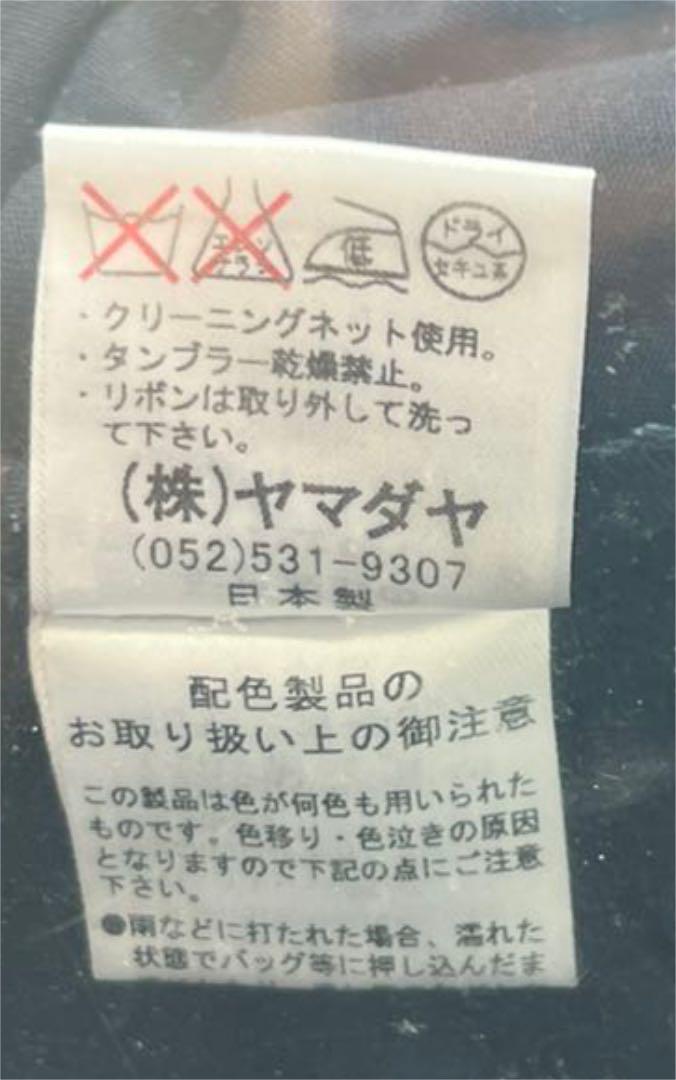 エンソ
サラシ
低
ドライ
セキユ系
・クリーニングネット使用。
・タンブラー乾燥禁止。
・リボンは取り外して洗っ
て下さい。
(株)ヤマダヤ
(052)531-9307
日本製
配色製品の
お取り扱い上の御注意
この製品は色が何色も用いられた
ものです。色移り・色泣きの原因
となりますので下記の点にご注意
下さい。
●雨などに打たれた場合、濡れた
状態でバッグ等に押し込んだま